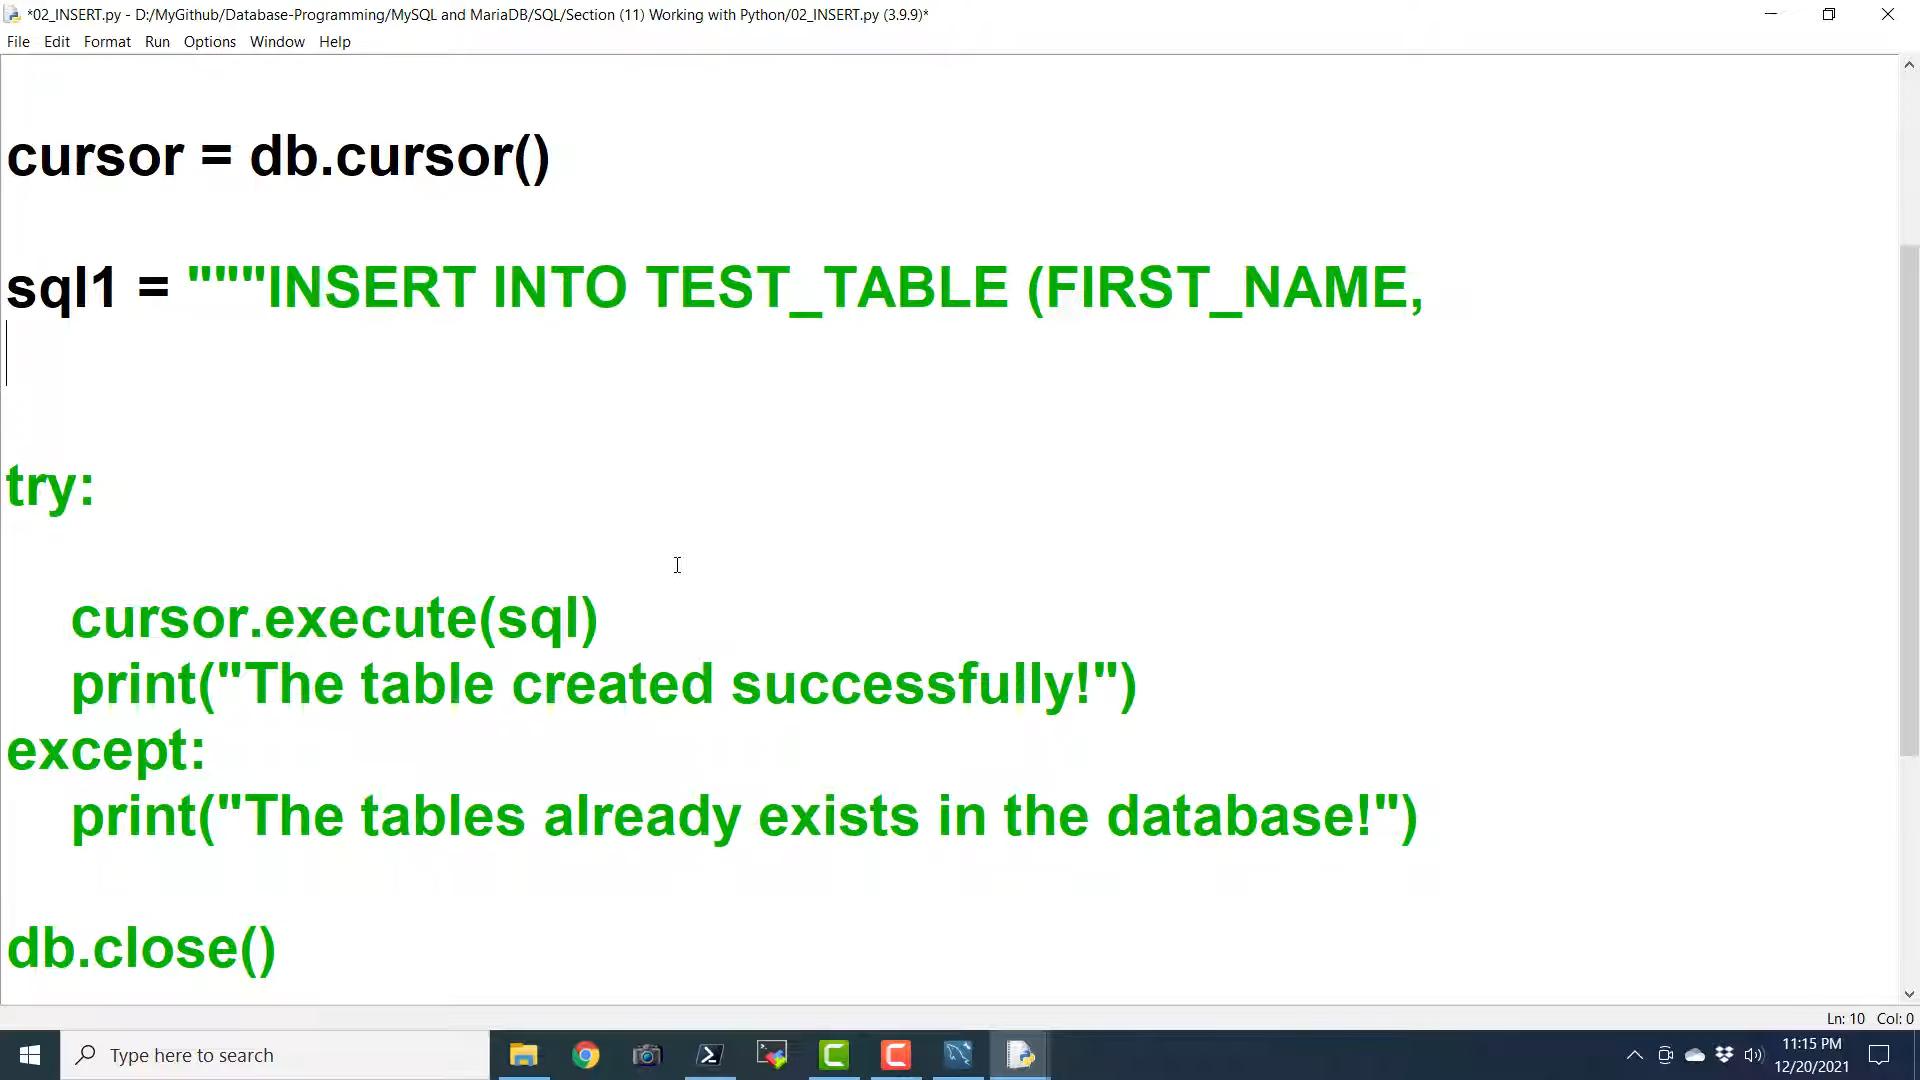 *02_INSERT.py - D:/MyGithub/Database-Programming/MySQL and MariaDB/SQL/Section (11) Working with Python/02_INSERT.py (3.9.9)*
File Edit Format Run Options Window Help
cursor = db.cursor()
sql1 = """INSERT INTO TEST_TABLE (FIRST_NAME,
try:
cursor.execute(sql)
print("The table created successfully!")
except:
print("The tables already exists in the database!")
db.close()
Ln: 10 Col: 0
Type here to search
11:15 PM
12/20/2021